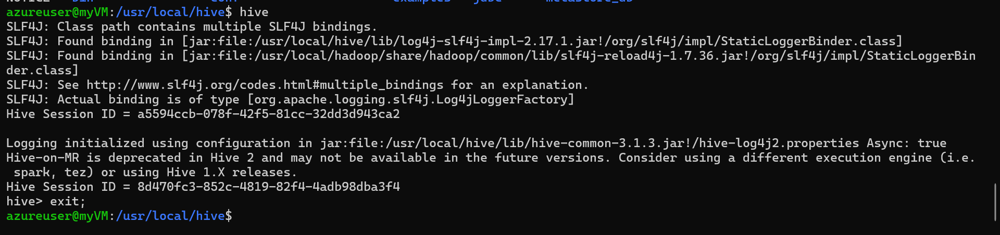 azureuser@myVM:/usr/local/hive$ hive
SLF4J: Class path contains multiple SLF4J bindings.
SLF4J: Found binding in [jar:file:/usr/local/hive/lib/log4j-slf4j-impl-2.17.1.jar!/org/slf4j/impl/StaticLoggerBinder.class]
SLF4J: Found binding in [jar:file:/usr/local/hadoop/share/hadoop/common/lib/slf4j-reload4j-1.7.36.jar!/org/slf4j/impl/StaticLoggerBin
der.class]
SLF4J: See http://www.slf4j.org/codes.html#multiple_bindings for an explanation.
SLF4J: Actual binding is of type [org.apache.logging.slf4j.Log4jLoggerFactory]
Hive Session ID = a5594ccb-078f-42f5-81cc-32dd3d943ca2
Logging initialized using configuration in jar:file:/usr/local/hive/lib/hive-common-3.1.3.jar!/hive-log4j2.properties Async: true
Hive-on-MR is deprecated in Hive 2 and may not be available in the future versions. Consider using a different execution engine (i.e.
 spark, tez) or using Hive 1.X releases.
Hive Session ID = 8d470fc3-852c-4819-82f4-4adb98dba3f4
hive> exit;
azureuser@myVM:/usr/local/hive$